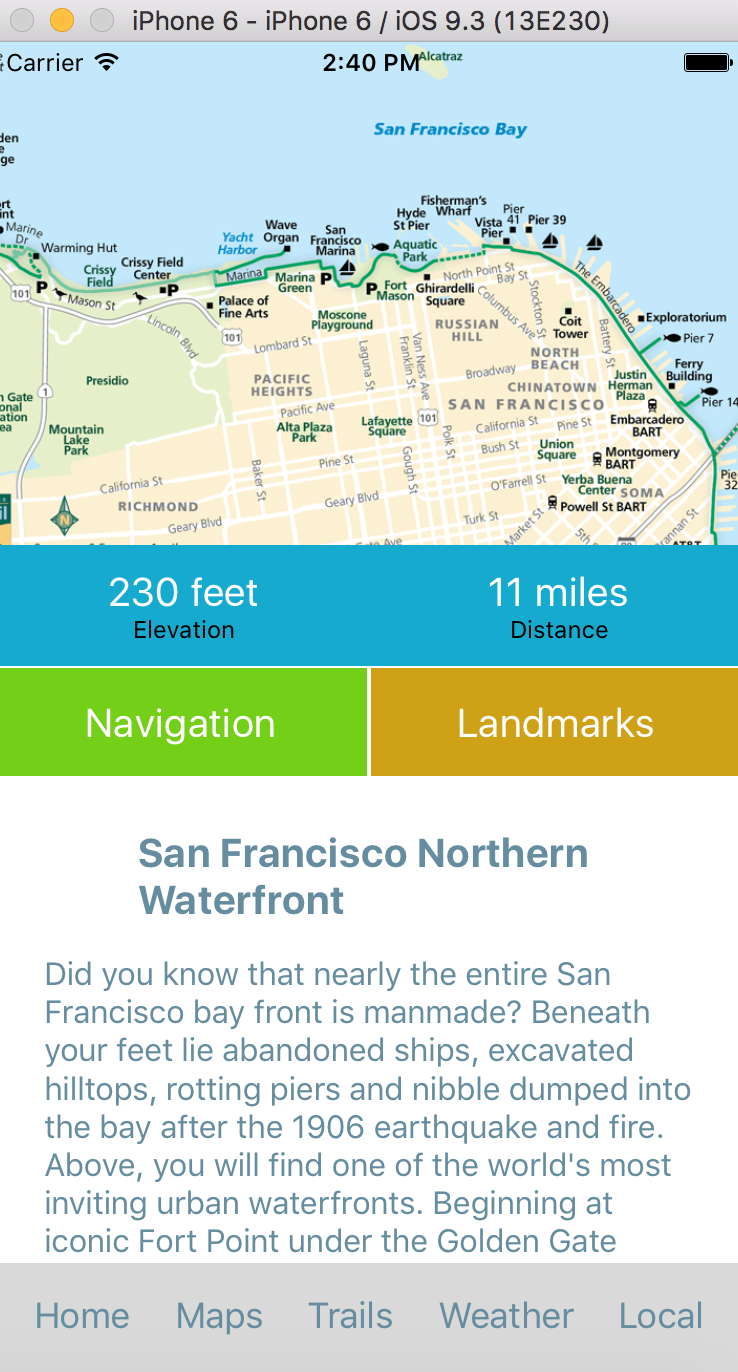 iPhone 6 - iPhone 6 / iOS 9.3 (13E230)
Carrier
2:40 PM
Alcatraz
San Francisco Bay
Marine
Dr
Warming Hut
Crissy
Field
Crissy Field
Center
P
P
Mason St
101
Yacht
Harbor
Wave
Organ
San
Francisco
Marina
Marina
Marina
Green
P
Hyde
St Pier
Fisherman's
Wharf
Aquatic
Park
Vista
Pier
Pier
41
Pier 39
P
Fort
Mason
Ghirardelli
Square
North Point St
Bay St
Columbus Ave
Stockton St
The Embarcadero
Palace of
Fine Arts
Moscone
Playground
Lincoln Blvd
101
Lombard St
Laguna St
Franklin St
Van Ness Ave
RUSSIAN
HILL
Coit
Tower
Battery St
Exploratorium
Pier 7
Ferry
Building
Pier 14
Presidio
1
PACIFIC
HEIGHTS
Pacific Ave
Broadway
NORTH
BEACH
CHINATOWN
SAN FRANCISCO
Justin
Herman
Plaza
Embarcadero
BART
Mountain
Lake
Park
Alta Plaza
Park
Lafayette
Square
101
Polk St
Gough St
California St
Pine St
Bush St
Union
Square
Montgomery
BART
California St
Baker St
Pine St
O'Farrell St
Yerba Buena
Center
SOMA
RICHMOND
N
Geary Blvd
Geary Blvd
Turk St
Market St
Powell St BART
230 feet
Elevation
11 miles
Distance
Navigation
Landmarks
San Francisco Northern
Waterfront
Did you know that nearly the entire San
Francisco bay front is manmade? Beneath
your feet lie abandoned ships, excavated
hilltops, rotting piers and nibble dumped into
the bay after the 1906 earthquake and fire.
Above, you will find one of the world's most
inviting urban waterfronts. Beginning at
iconic Fort Point under the Golden Gate
Home
Maps
Trails
Weather
Local